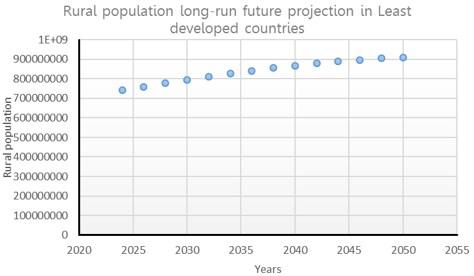 Rural population long-run future projection in Least
developed countries
1E+09
900000000
800000000
700000000
600000000
500000000
400000000
300000000
200000000
100000000
0
Rural population
2020 2025 2030 2035 2040 2045 2050 2055
Years